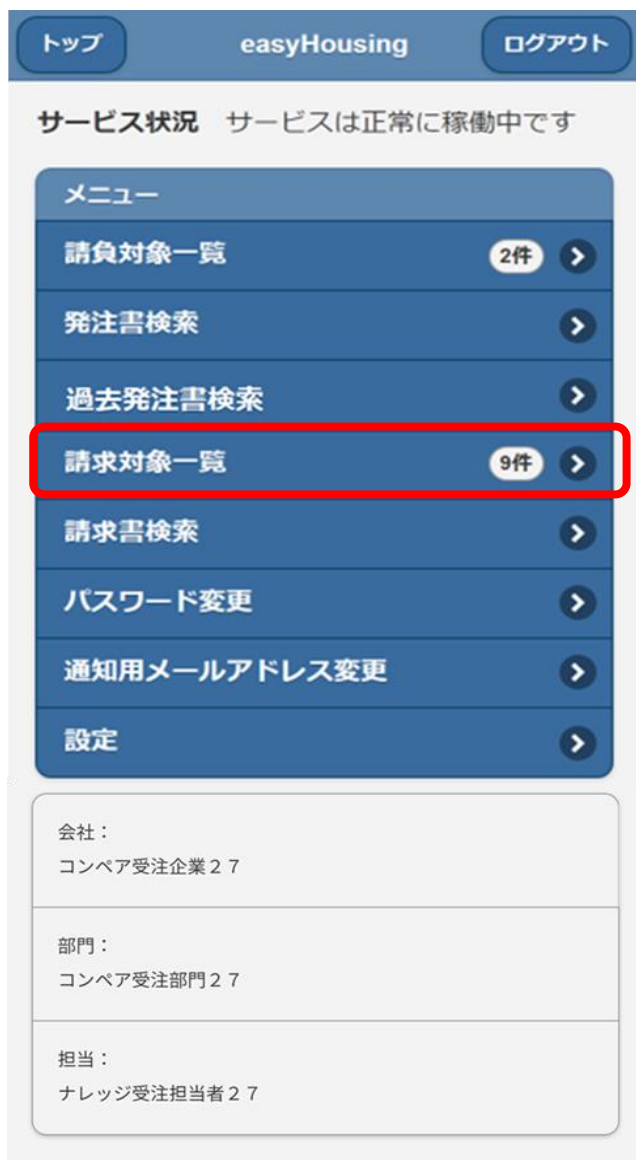 トップ
easyHousing
ログアウト
サービス状況 サービスは正常に稼働中です
メニュー
請負対象一覧 2件
発注書検索
過去発注書検索
請求対象一覧 9件
請求書検索
パスワード変更
通知用メールアドレス変更
設定
会社：
コンペア受注企業２７
部門：
コンペア受注部門２７
担当：
ナレッジ受注担当者２７